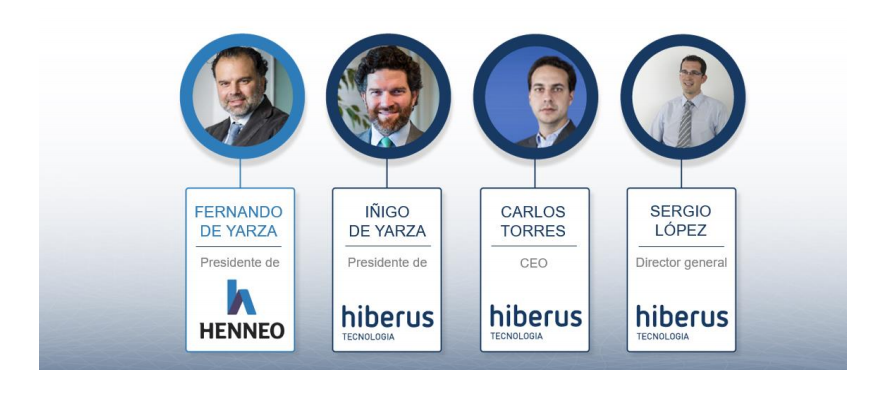 FERNANDO
DE YARZA
Presidente de
HENNEO
IÑIGO
DE YARZA
Presidente de
hiberus
TECNOLOGIA
CARLOS
TORRES
CEO
hiberus
TECNOLOGIA
SERGIO
LÓPEZ
Director general
hiberus
TECNOLOGIA